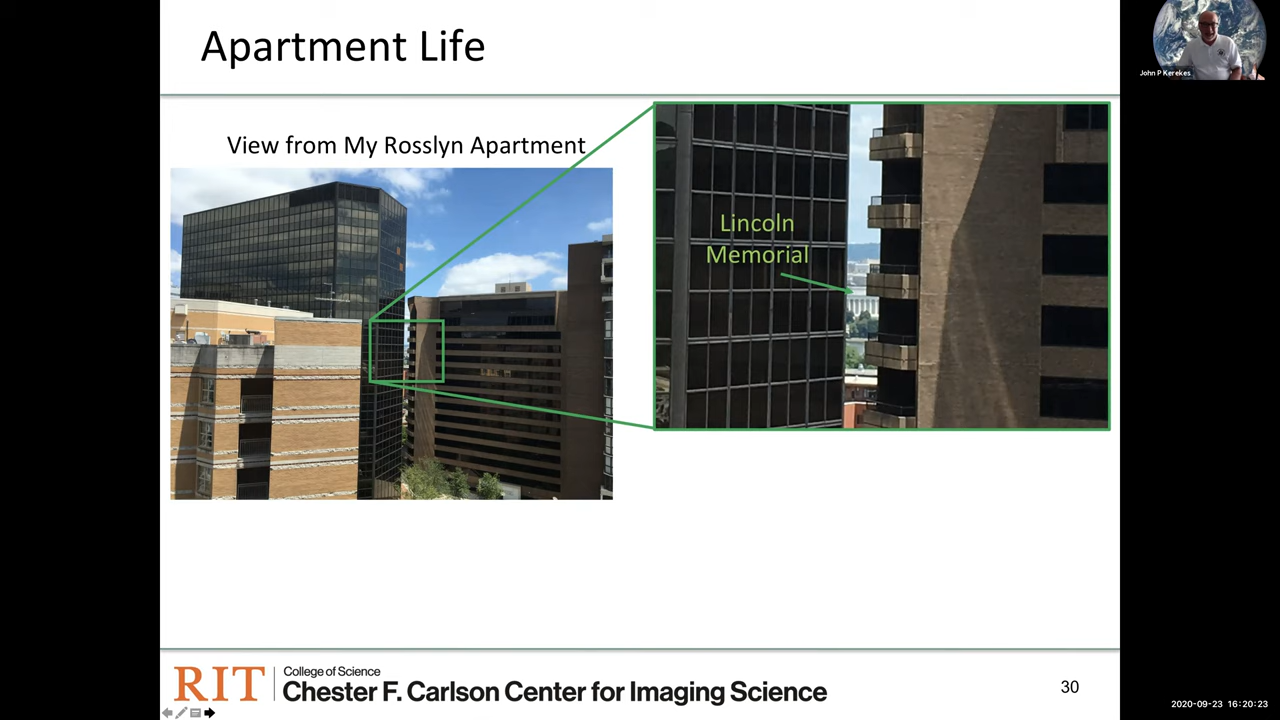 Apartment Life
John P Kerekes
View from My Rosslyn Apartment
Lincoln
Memorial
RIT
College of Science
Chester F. Carlson Center for Imaging Science
30
2020-09-23 16:20:23